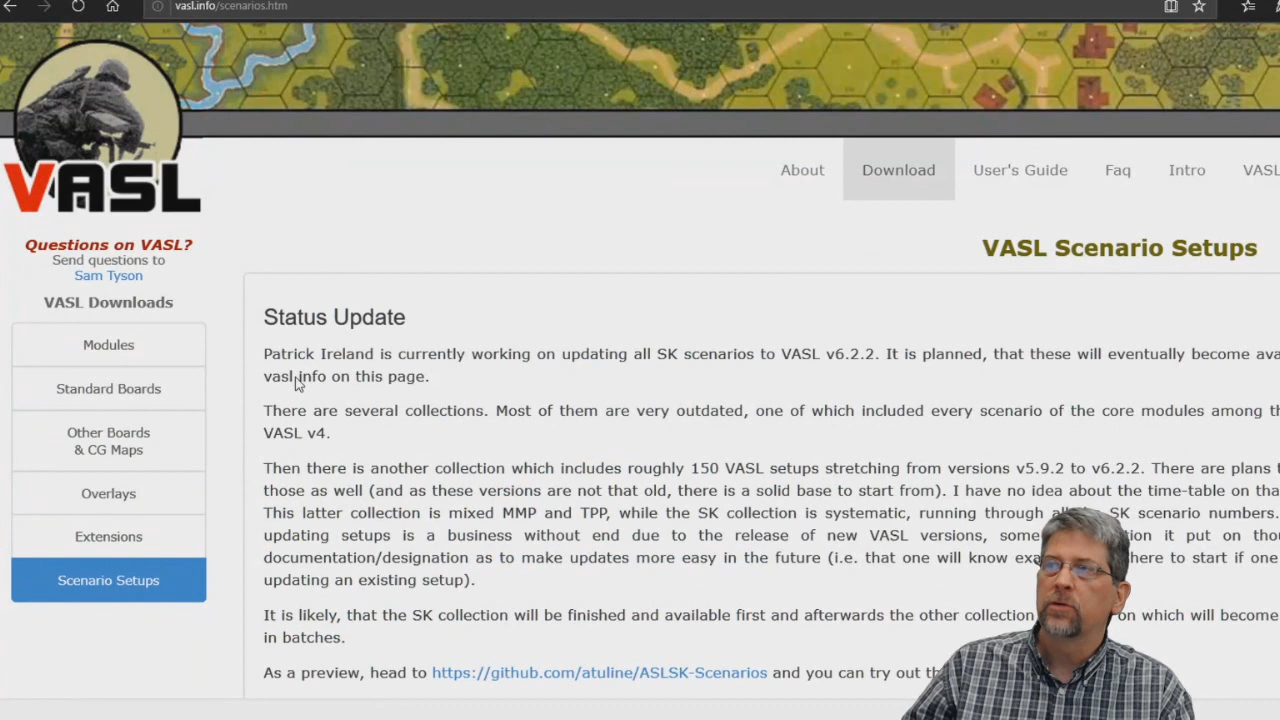 vasl.info/scenarios.htm
VASL
About Download User's Guide Faq Intro VASL
Questions on VASL?
Send questions to
Sam Tyson
VASL Downloads
Modules
Standard Boards
Other Boards
& CG Maps
Overlays
Extensions
Scenario Setups
VASL Scenario Setups
Status Update
Patrick Ireland is currently working on updating all SK scenarios to VASL v6.2.2. It is planned, that these will eventually become
vasl.info on this page.
There are several collections. Most of them are very outdated, one of which included every scenario of the core modules among
VASL v4.
Then there is another collection which includes roughly 150 VASL setups stretching from versions v5.9.2 to v6.2.2. There are plans
those as well (and as these versions are not that old, there is a solid base to start from). I have no idea about the time-table on
This latter collection is mixed MMP and TPP, while the SK collection is systematic, running through SK scenario numbers.
updating setups is a business without end due to the release of new VASL versions, some it put on
documentation/designation as to make updates more easy in the future (i.e. that one will know where to start if one
updating an existing setup).
It is likely, that the SK collection will be finished and available first and afterwards the other collection on which will become
in batches.
As a preview, head to https://github.com/atuline/ASLSK-Scenarios and you can try out